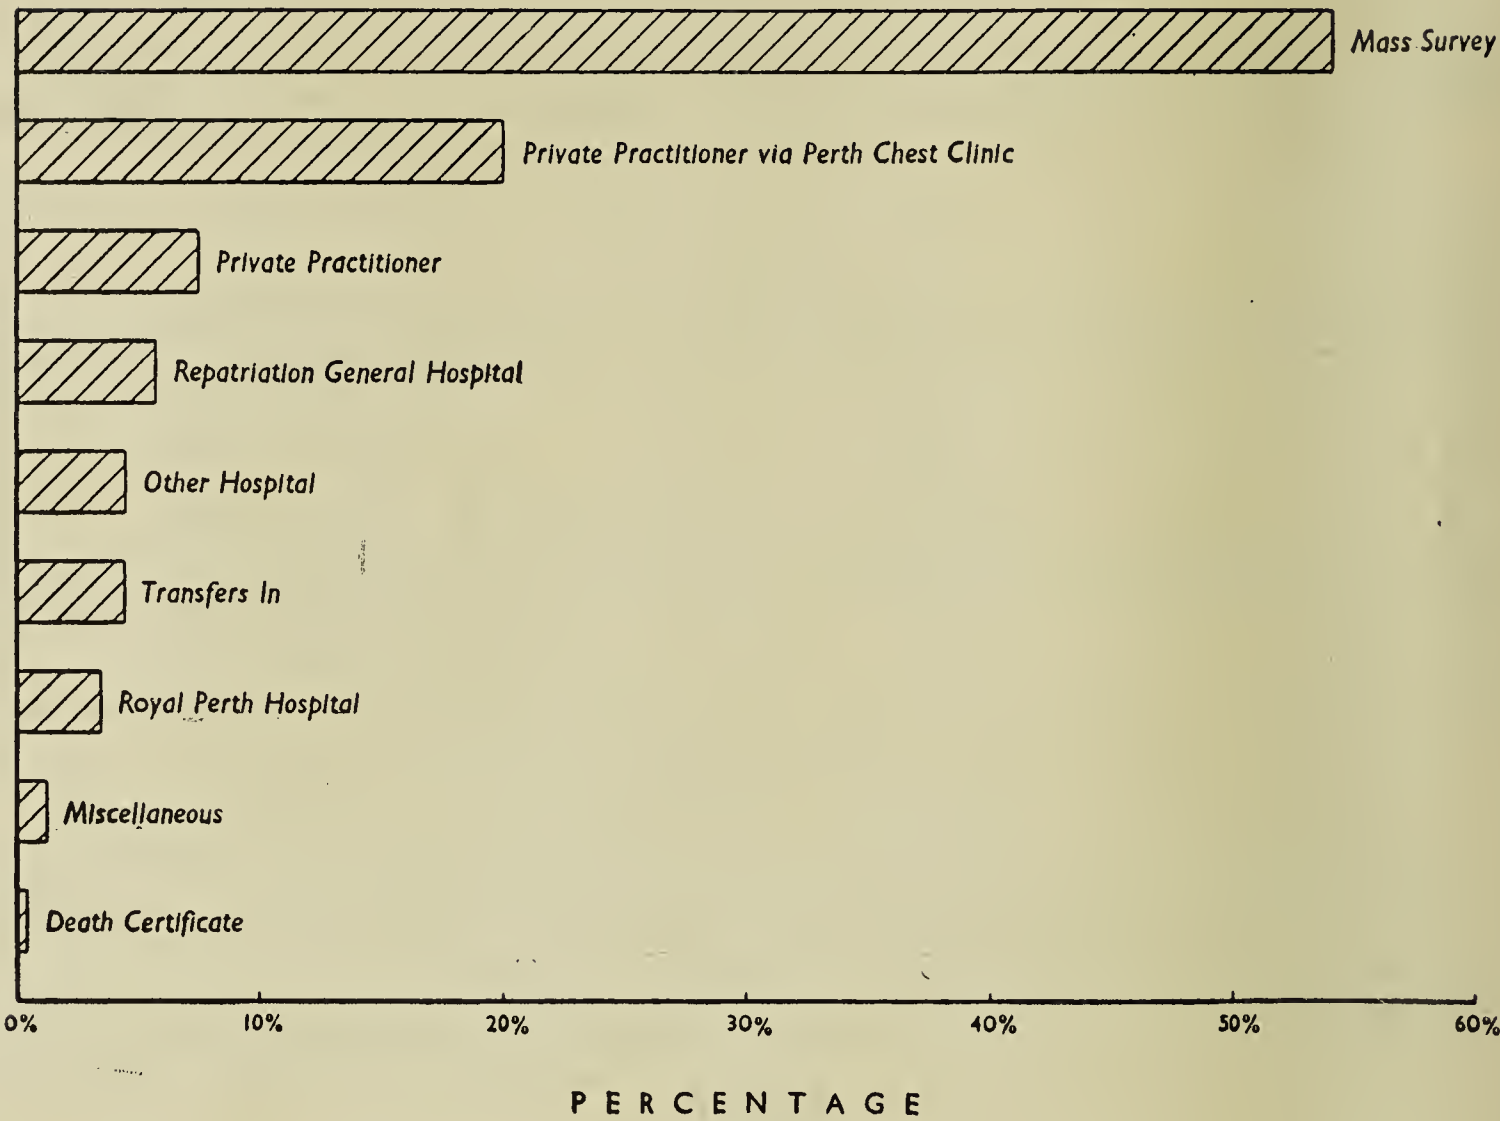 Mass Survey
Private Practitioner via Perth Chest Clinic
Private Practitioner
Repatriation General Hospital
Other Hospital
Transfers In
Royal Perth Hospital
Miscellaneous
Death Certificate
0% 10% 20% 30% 40% 50% 60%
PERCENTAGE